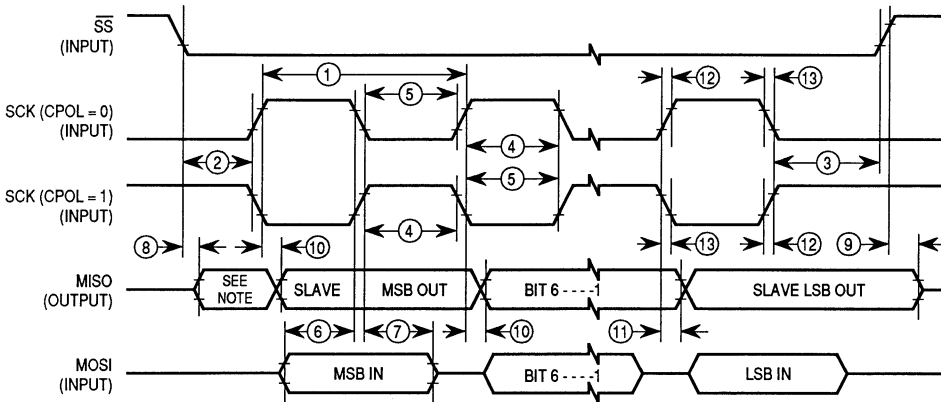 SS
(INPUT)
① ⑫ ⑬
⑤
SCK (CPOL = 0)
(INPUT)
④
② ③
⑤
SCK (CPOL = 1)
(INPUT)
④
⑧ ⑩ ⑬ ⑫ ⑨
MISO
(OUTPUT)
SEE
NOTE
SLAVE MSB OUT BIT 6 - - - - 1 SLAVE LSB OUT
⑥ ⑦ ⑩ ⑪
MOSI
(INPUT)
MSB IN BIT 6 - - - - 1 LSB IN